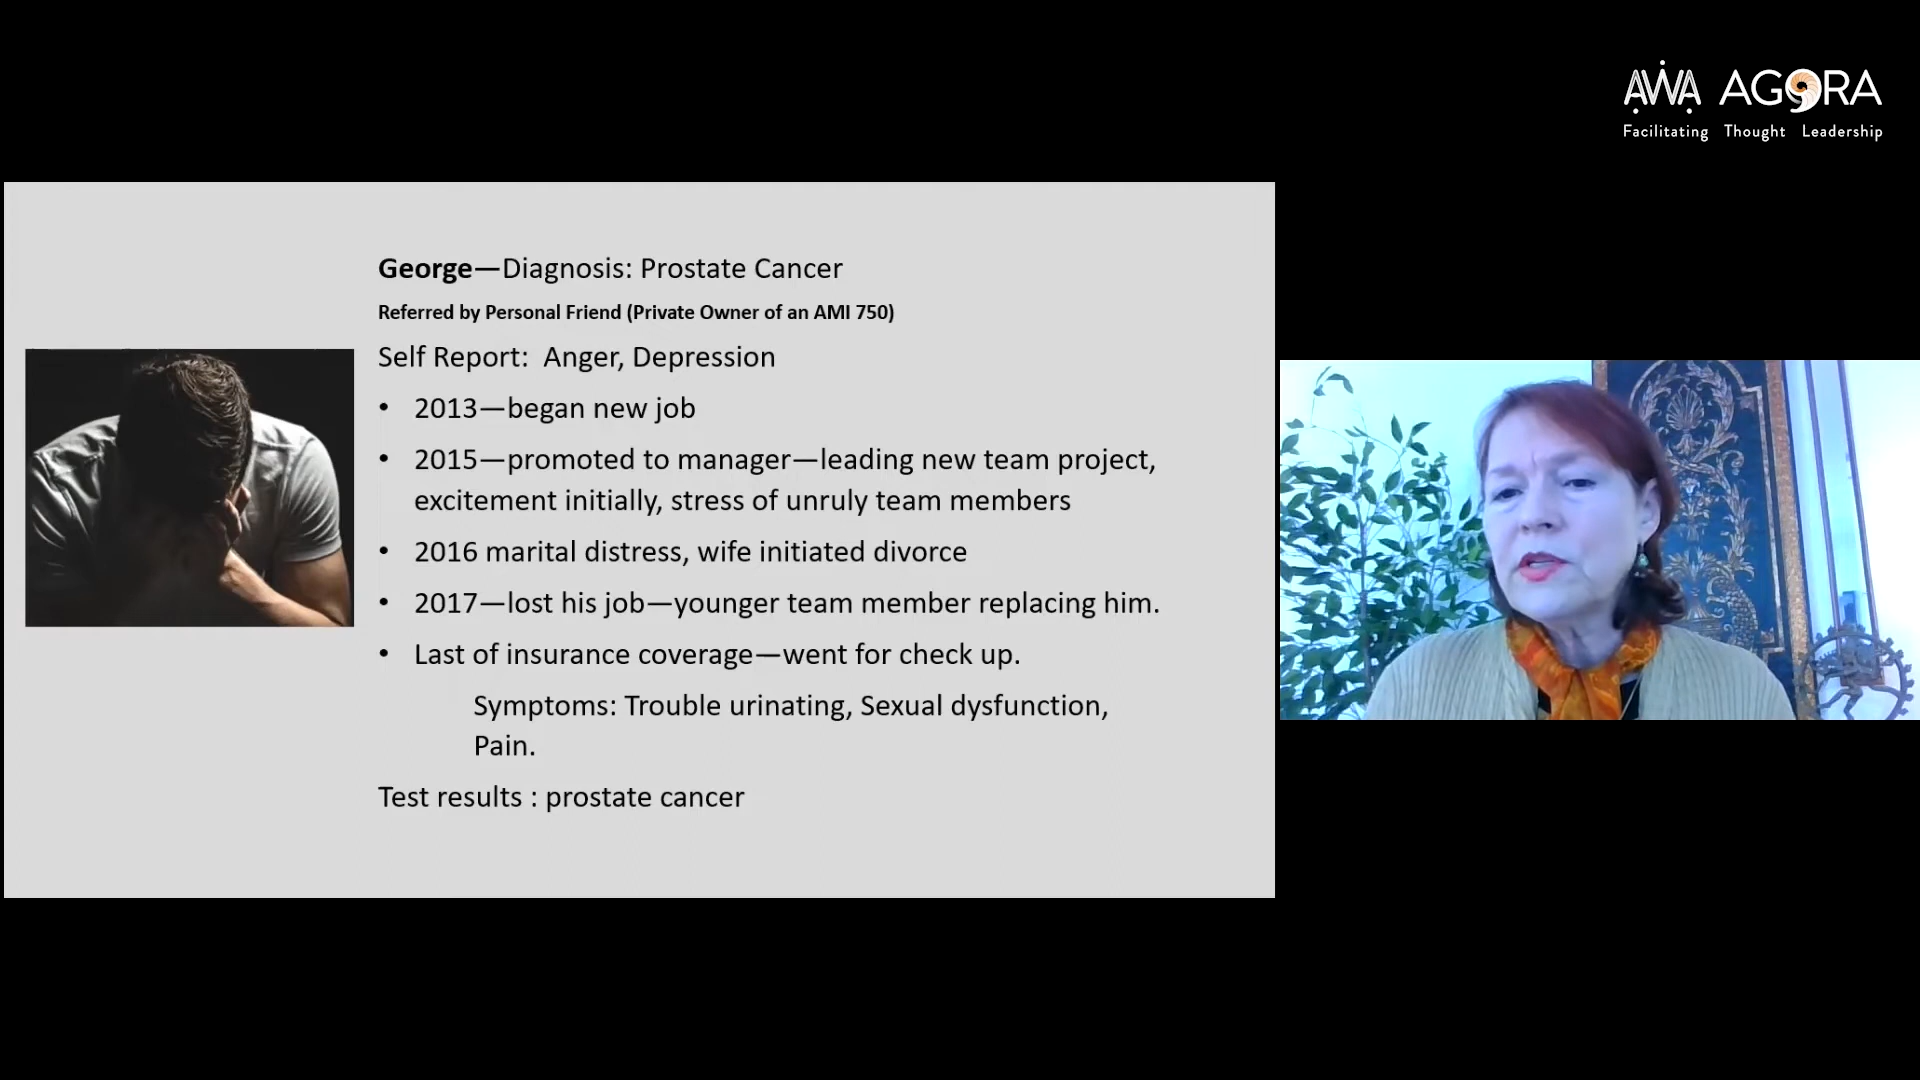 AWA AGORA
Facilitating Thought Leadership
George—Diagnosis: Prostate Cancer
Referred by Personal Friend (Private Owner of an AMI 750)
Self Report:  Anger, Depression
• 2013—began new job
• 2015—promoted to manager—leading new team project,
excitement initially, stress of unruly team members
• 2016 marital distress, wife initiated divorce
• 2017—lost his job—younger team member replacing him.
• Last of insurance coverage—went for check up.
Symptoms: Trouble urinating, Sexual dysfunction,
Pain.
Test results : prostate cancer